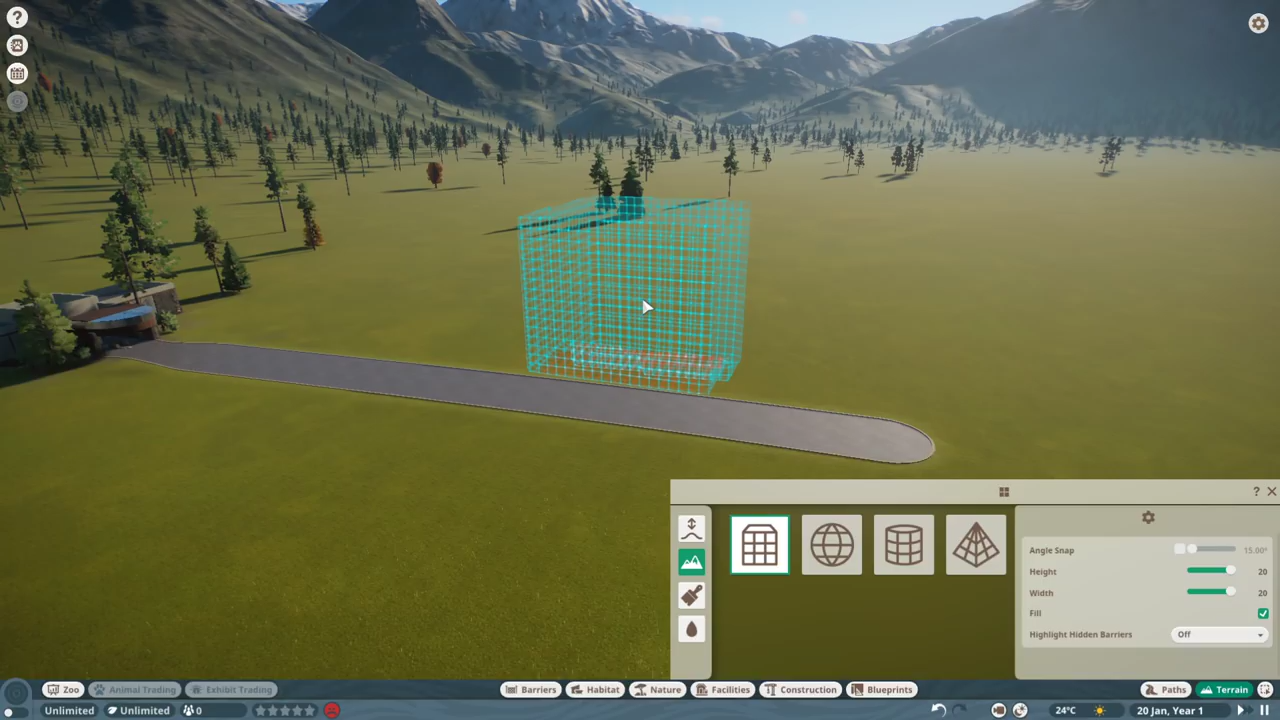 ?
?
Angle Snap 15.00°
Height 20
Width 20
Fill
Highlight Hidden Barriers Off
Zoo Animal Trading Exhibit Trading Barriers Habitat Nature Facilities Construction Blueprints Paths Terrain
Unlimited Unlimited 0 24°C 20 Jan, Year 1